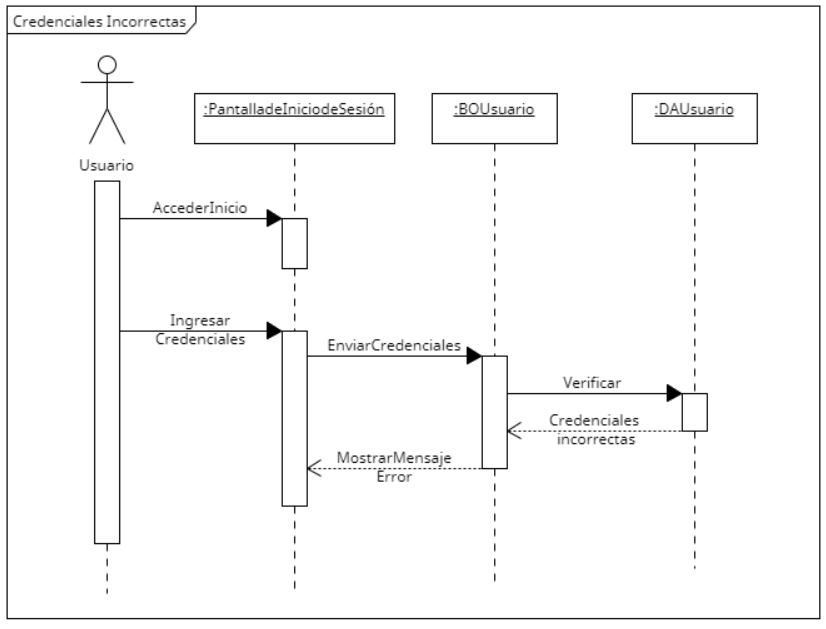 Credenciales Incorrectas
:PantalladeIniciodeSesión
:BOUsuario
:DAUsuario
Usuario
AccederInicio
Ingresar
Credenciales
EnviarCredenciales
Verificar
Credenciales
incorrectas
MostrarMensaje
Error